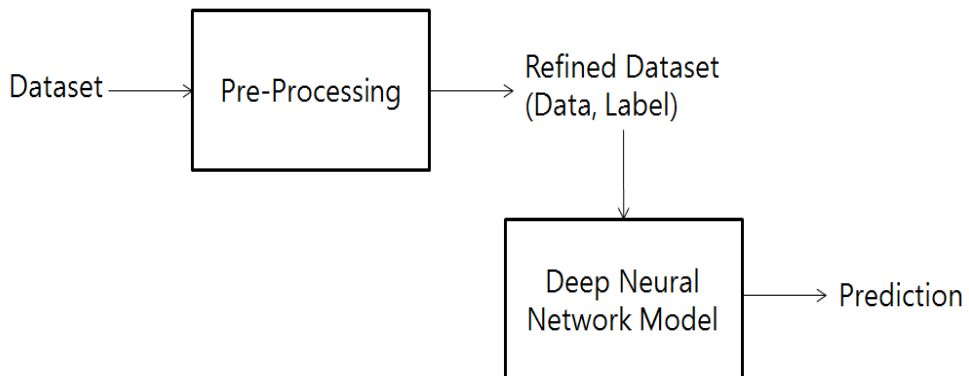 Dataset
Pre-Processing
Refined Dataset
(Data, Label)
Deep Neural
Network Model
Prediction